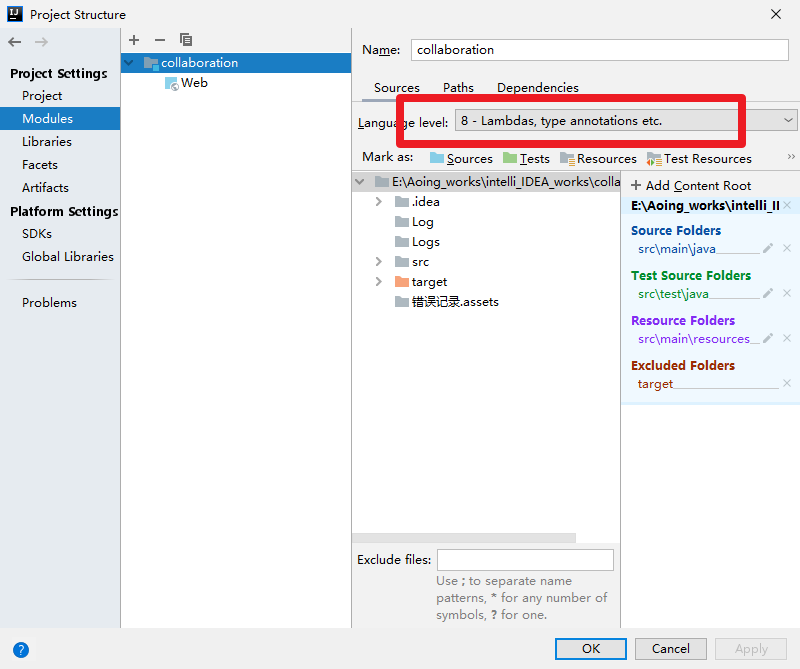 Project Structure
Project Settings
Project
Modules
Libraries
Facets
Artifacts
Platform Settings
SDKs
Global Libraries
Problems
collaboration
Web
Name: collaboration
Sources Paths Dependencies
Language level: 8 - Lambdas, type annotations etc.
Mark as: Sources Tests Resources Test Resources »
E:\Aoing_works\intelli_IDEA_works\colla
.idea
Log
Logs
src
target
错误记录.assets
+ Add Content Root
E:\Aoing_works\intelli_II
Source Folders
src\main\java
Test Source Folders
src\test\java
Resource Folders
src\main\resources
Excluded Folders
target
Exclude files:
Use ; to separate name
patterns, * for any number of
symbols, ? for one.
?
OK Cancel Apply